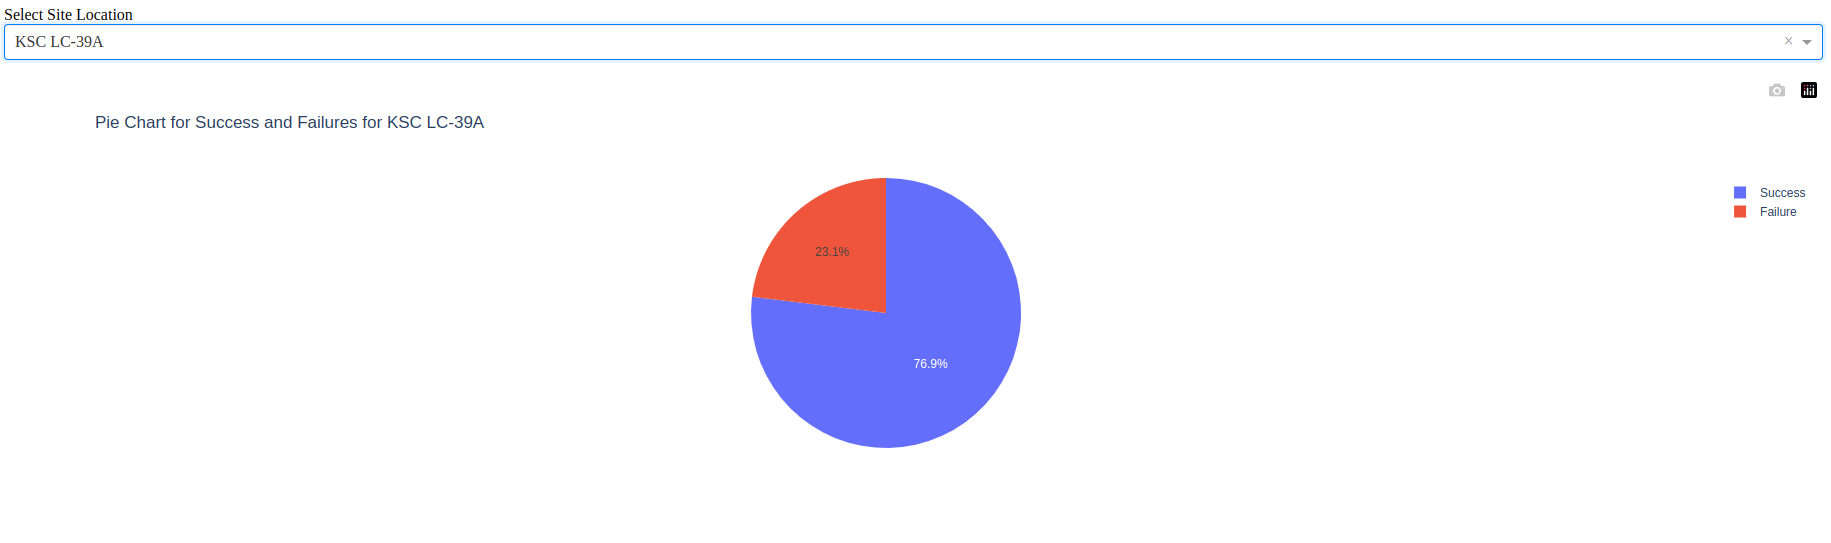 Select Site Location
KSC LC-39A
Pie Chart for Success and Failures for KSC LC-39A
Success
Failure
23.1%
76.9%